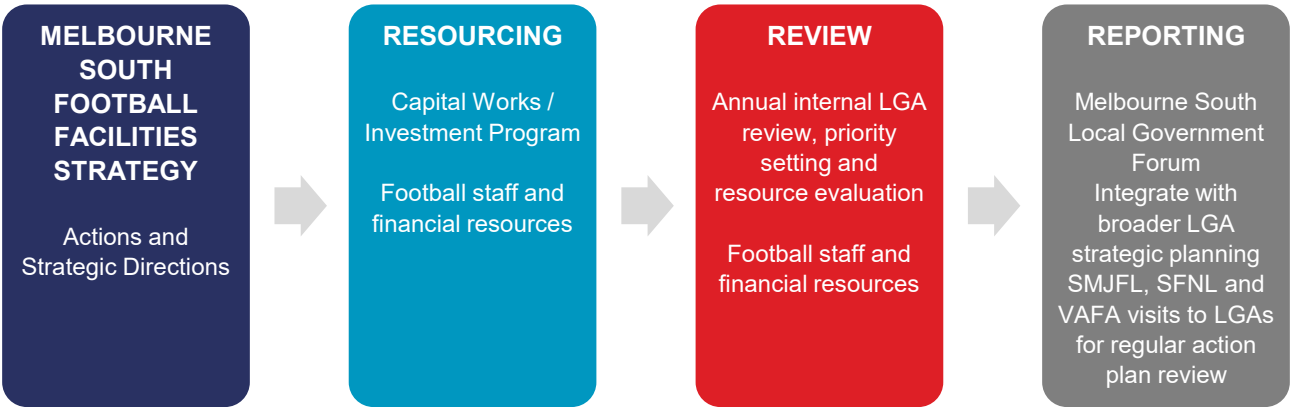 MELBOURNE
SOUTH
FOOTBALL
FACILITIES
STRATEGY
Actions and
Strategic Directions
RESOURCING
Capital Works /
Investment Program
Football staff and
financial resources
REVIEW
Annual internal LGA
review, priority
setting and
resource evaluation
Football staff and
financial resources
REPORTING
Melbourne South
Local Government
Forum
Integrate with
broader LGA
strategic planning
SMJFL, SFNL and
VAFA visits to LGAs
for regular action
plan review